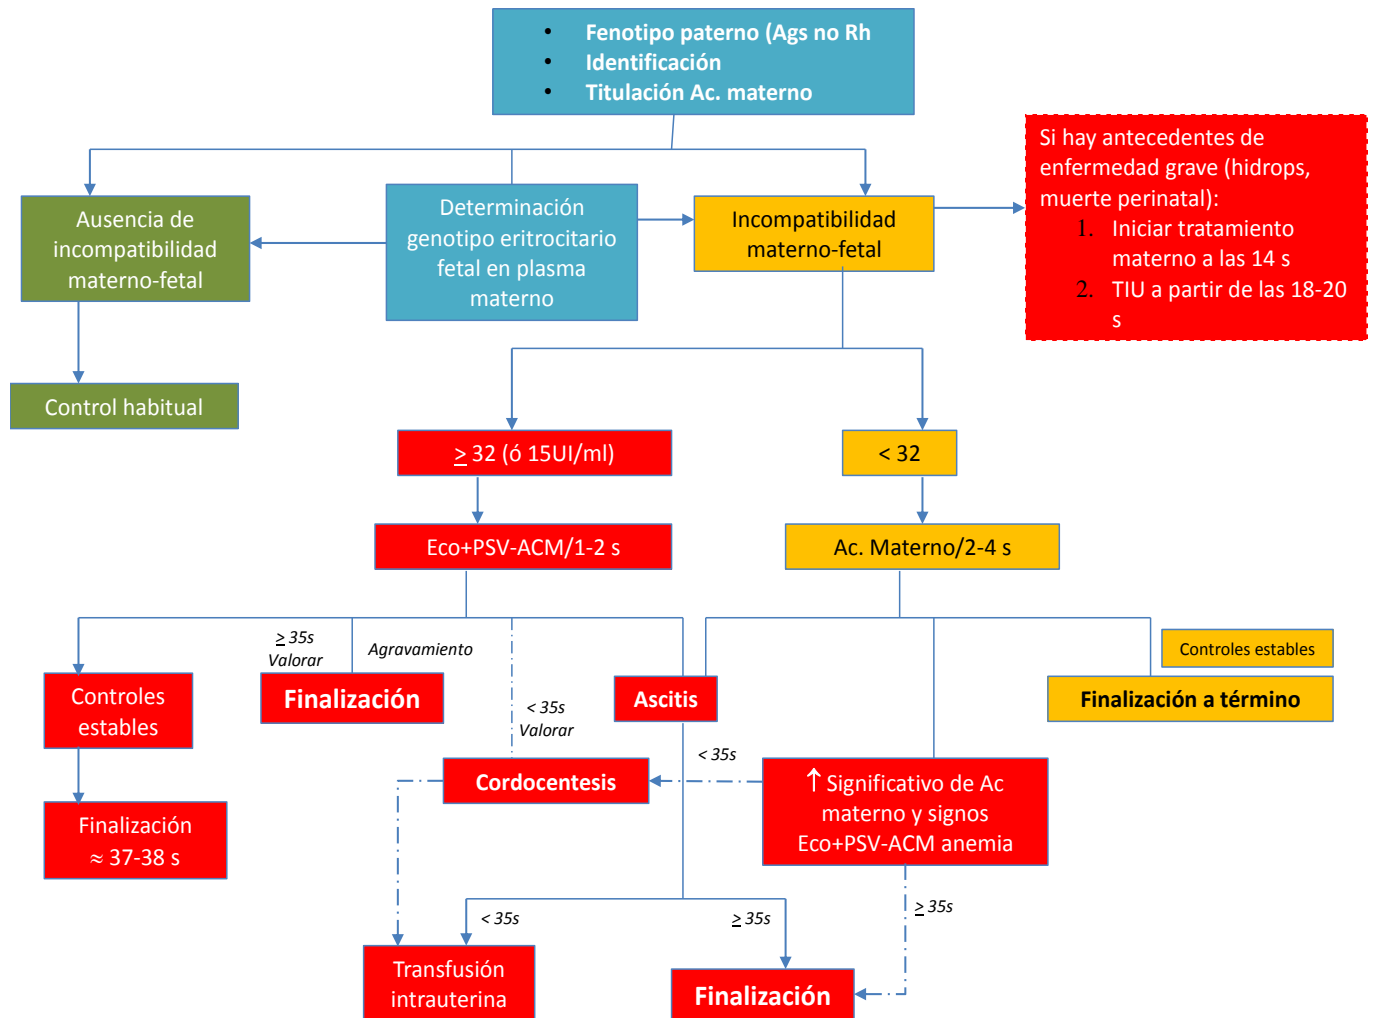 • Fenotipo paterno (Ags no Rh
• Identificación
• Titulación Ac. materno
Si hay antecedentes de
enfermedad grave (hidrops,
muerte perinatal):
1. Iniciar tratamiento
materno a las 14 s
2. TIU a partir de las 18-20
s
Ausencia de
incompatibilidad
materno-fetal
Determinación
genotipo eritrocitario
fetal en plasma
materno
Incompatibilidad
materno-fetal
Control habitual
≥ 32 (ó 15UI/ml)
< 32
Eco+PSV-ACM/1-2 s
Ac. Materno/2-4 s
≥ 35s
Valorar
Agravamiento
Controles estables
Controles
estables
Finalización
< 35s
Valorar
Ascitis
Finalización a término
< 35s
Cordocentesis
↑ Significativo de Ac
materno y signos
Eco+PSV-ACM anemia
Finalización
≈ 37-38 s
< 35s
≥ 35s
≥ 35s
Transfusión
intrauterina
Finalización